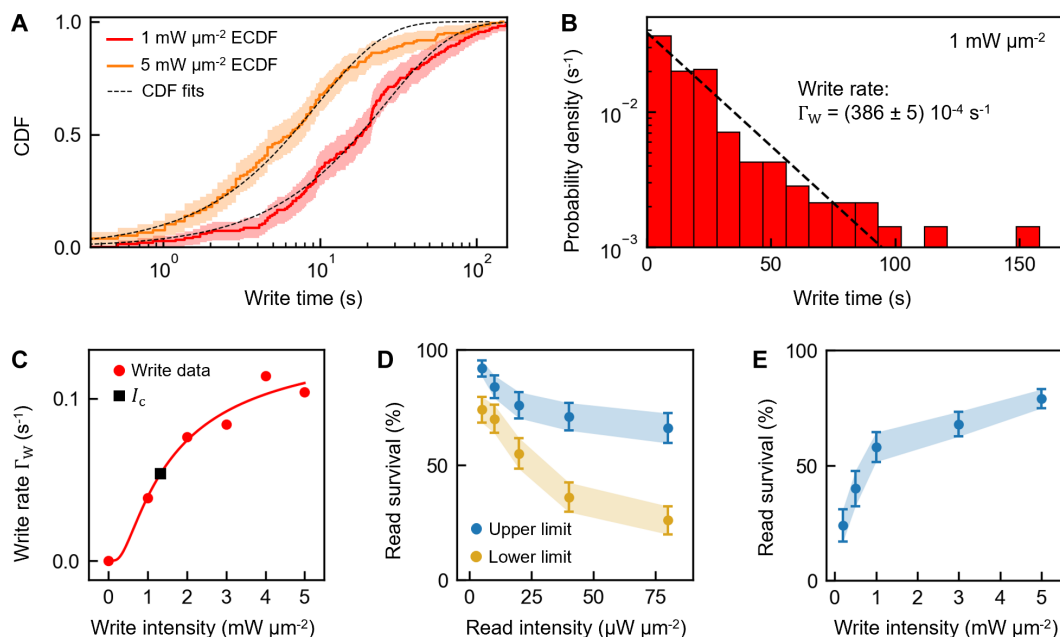 A
1.0
0.5
0.0
CDF
1 mW µm⁻² ECDF
5 mW µm⁻² ECDF
CDF fits
10⁰
10¹
10²
Write time (s)
B
10⁻²
10⁻³
Probability density (s⁻¹)
1 mW µm⁻²
Write rate:
Γ_W = (386 ± 5) 10⁻⁴ s⁻¹
0
50
100
150
Write time (s)
C
0.1
0.0
Write rate Γ_W (s⁻¹)
Write data
I_c
0
1
2
3
4
5
Write intensity (mW µm⁻²)
D
100
50
0
Read survival (%)
Upper limit
Lower limit
0
25
50
75
Read intensity (µW µm⁻²)
E
100
50
0
Read survival (%)
0
1
2
3
4
5
Write intensity (mW µm⁻²)